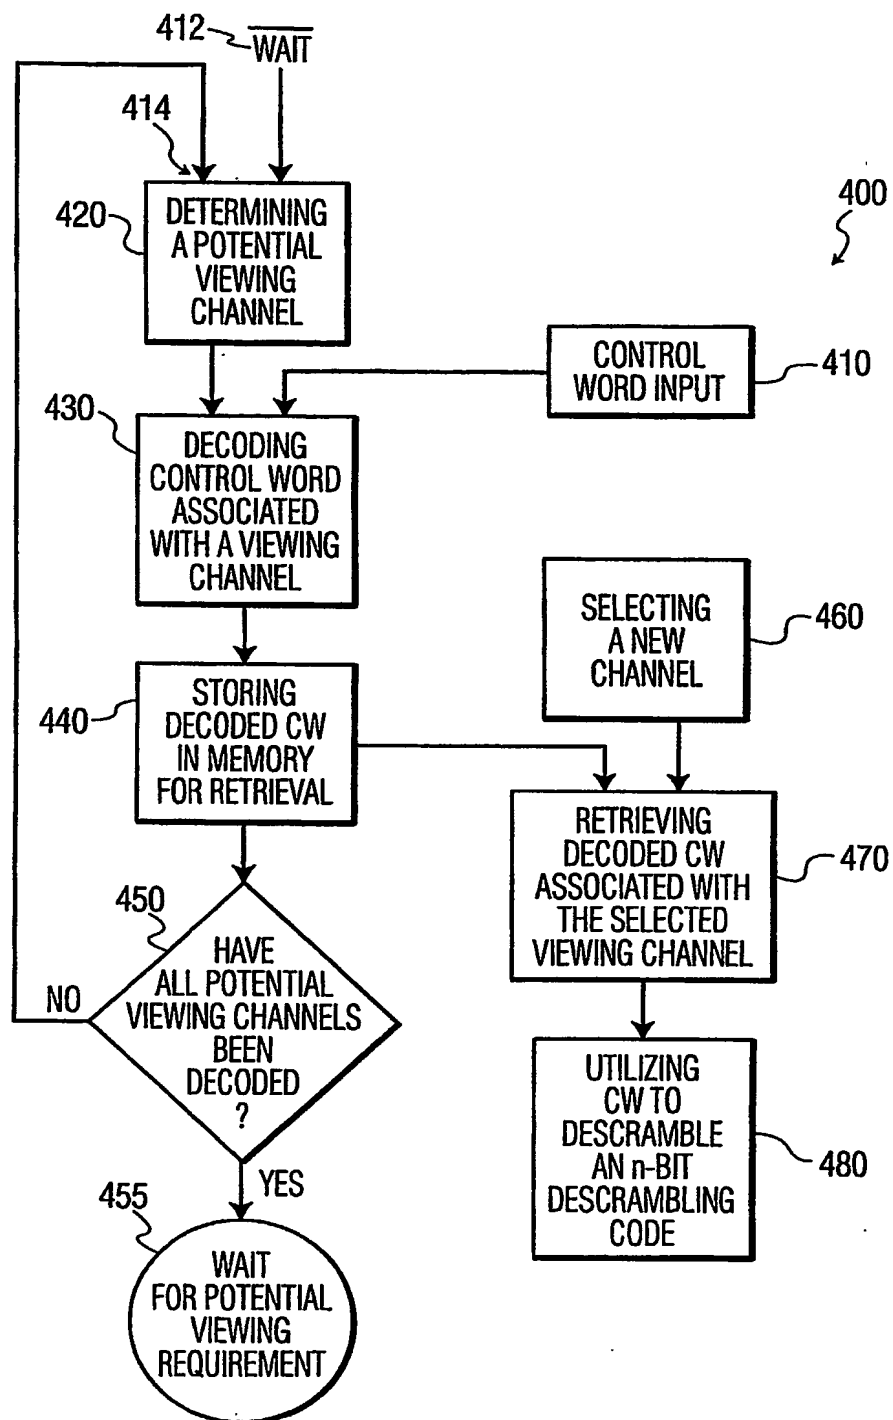 412
WAIT
414
400
420
DETERMINING
A POTENTIAL
VIEWING
CHANNEL
CONTROL
WORD INPUT
410
430
DECODING
CONTROL WORD
ASSOCIATED
WITH A VIEWING
CHANNEL
SELECTING
A NEW
CHANNEL
460
440
STORING
DECODED CW
IN MEMORY
FOR RETRIEVAL
RETRIEVING
DECODED CW
ASSOCIATED WITH
THE SELECTED
VIEWING CHANNEL
470
450
HAVE
ALL POTENTIAL
VIEWING CHANNELS
BEEN
DECODED
?
NO
YES
UTILIZING
CW TO
DESCRAMBLE
AN n-BIT
DESCRAMBLING
CODE
480
455
WAIT
FOR POTENTIAL
VIEWING
REQUIREMENT